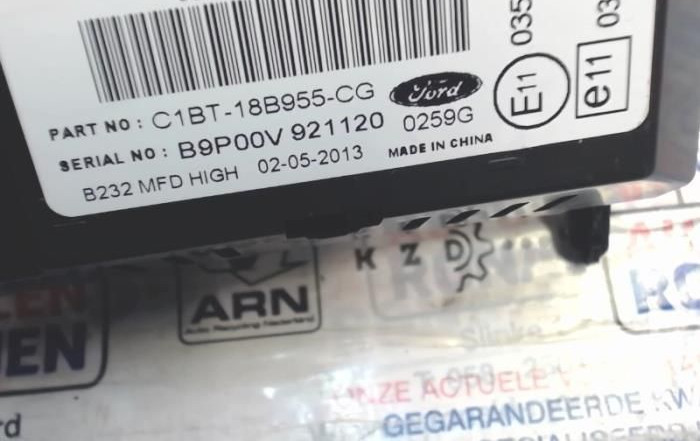 E11 035
e11 03
PART NO : C1BT-18B955-CG Ford
SERIAL NO : B9P00V 921120 0259G
B232 MFD HIGH 02-05-2013 MADE IN CHINA
K Z D
ARN
Auto Recycling Nederland
ACTUELE
GEGARANDEERDE KW